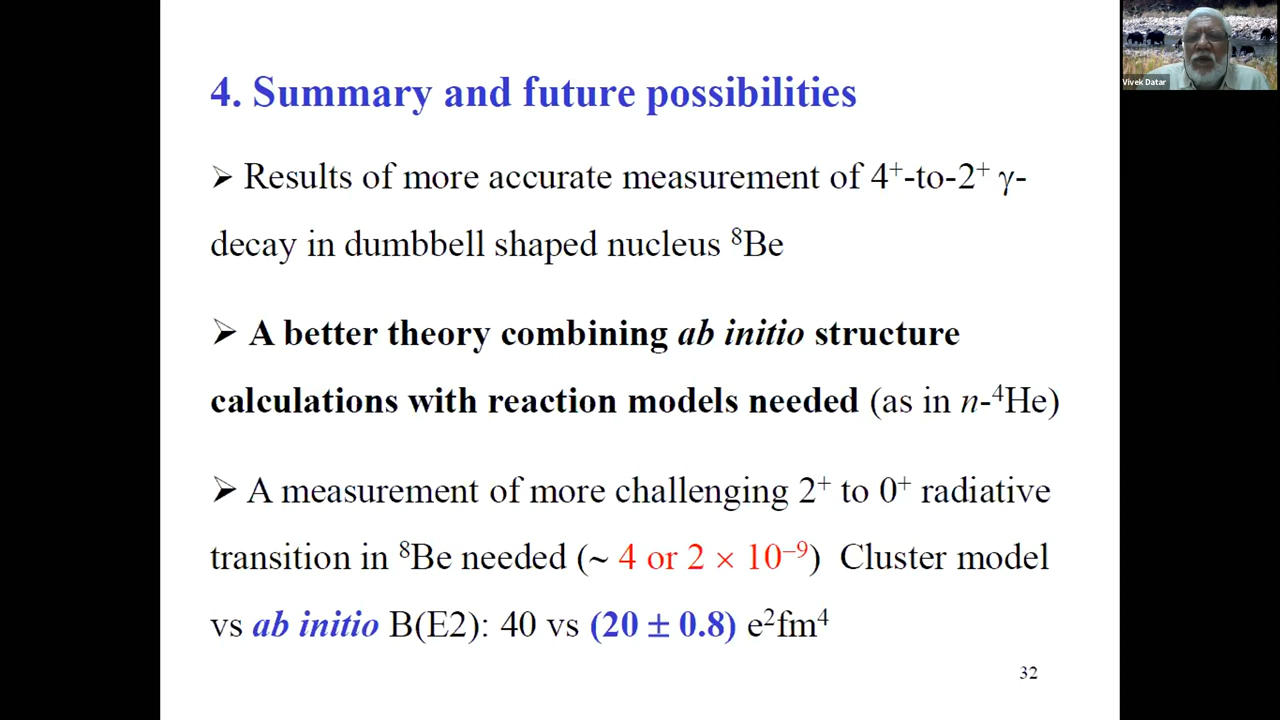 4. Summary and future possibilities
➢ Results of more accurate measurement of 4⁺-to-2⁺ γ-
decay in dumbbell shaped nucleus ⁸Be
➢ A better theory combining ab initio structure
calculations with reaction models needed (as in n-⁴He)
➢ A measurement of more challenging 2⁺ to 0⁺ radiative
transition in ⁸Be needed (~ 4 or 2 × 10⁻⁹) Cluster model
vs ab initio B(E2): 40 vs (20 ± 0.8) e²fm⁴
32
Vivek Datar